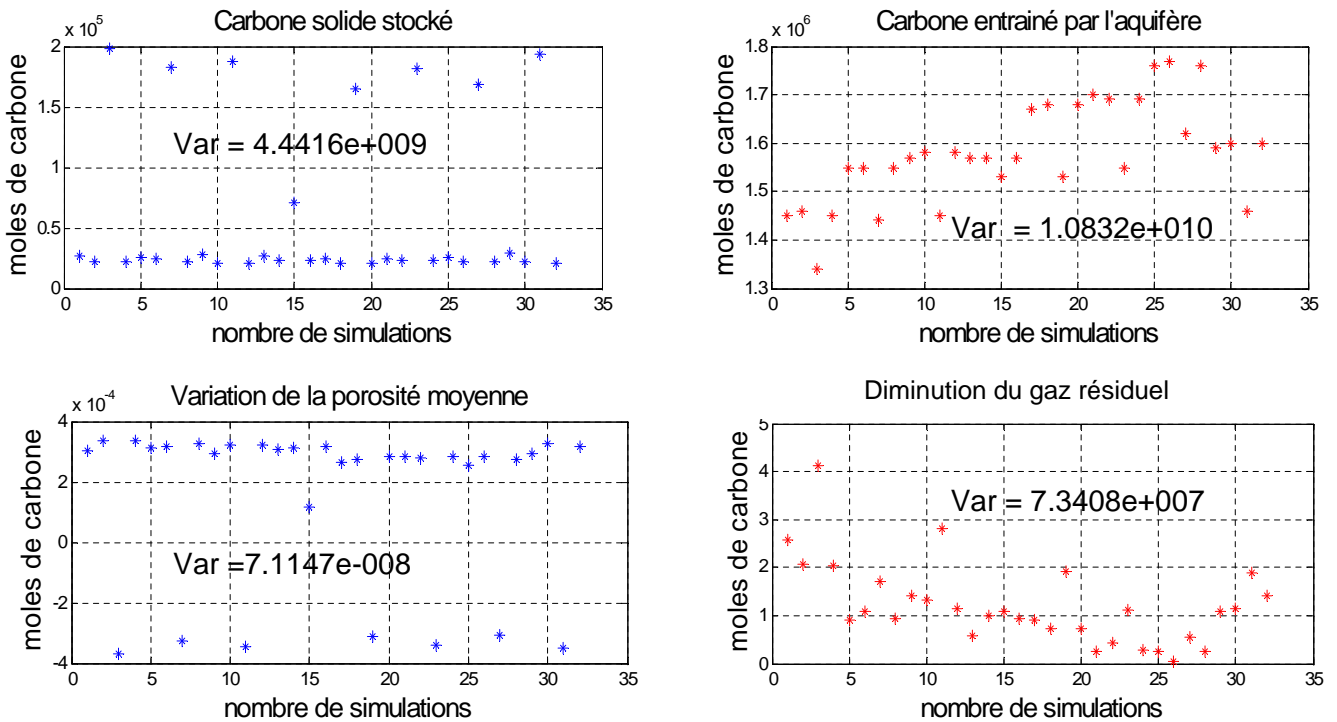 Carbone solide stocké
x 10^5
moles de carbone
2
1.5
1
0.5
0
Var = 4.4416e+009
0 5 10 15 20 25 30 35
nombre de simulations
Carbone entrainé par l'aquifère
x 10^6
moles de carbone
1.8
1.7
1.6
1.5
1.4
1.3
Var = 1.0832e+010
0 5 10 15 20 25 30 35
nombre de simulations
Variation de la porosité moyenne
x 10^-4
moles de carbone
4
2
0
-2
-4
Var =7.1147e-008
0 5 10 15 20 25 30 35
nombre de simulations
Diminution du gaz résiduel
moles de carbone
5
4
3
2
1
0
Var = 7.3408e+007
0 5 10 15 20 25 30 35
nombre de simulations